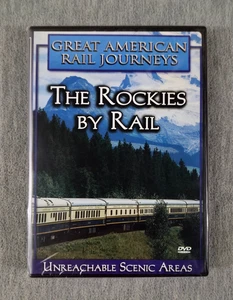 GREAT AMERICAN
RAIL JOURNEYS
THE ROCKIES
BY RAIL
DVD
UNREACHABLE SCENIC AREAS